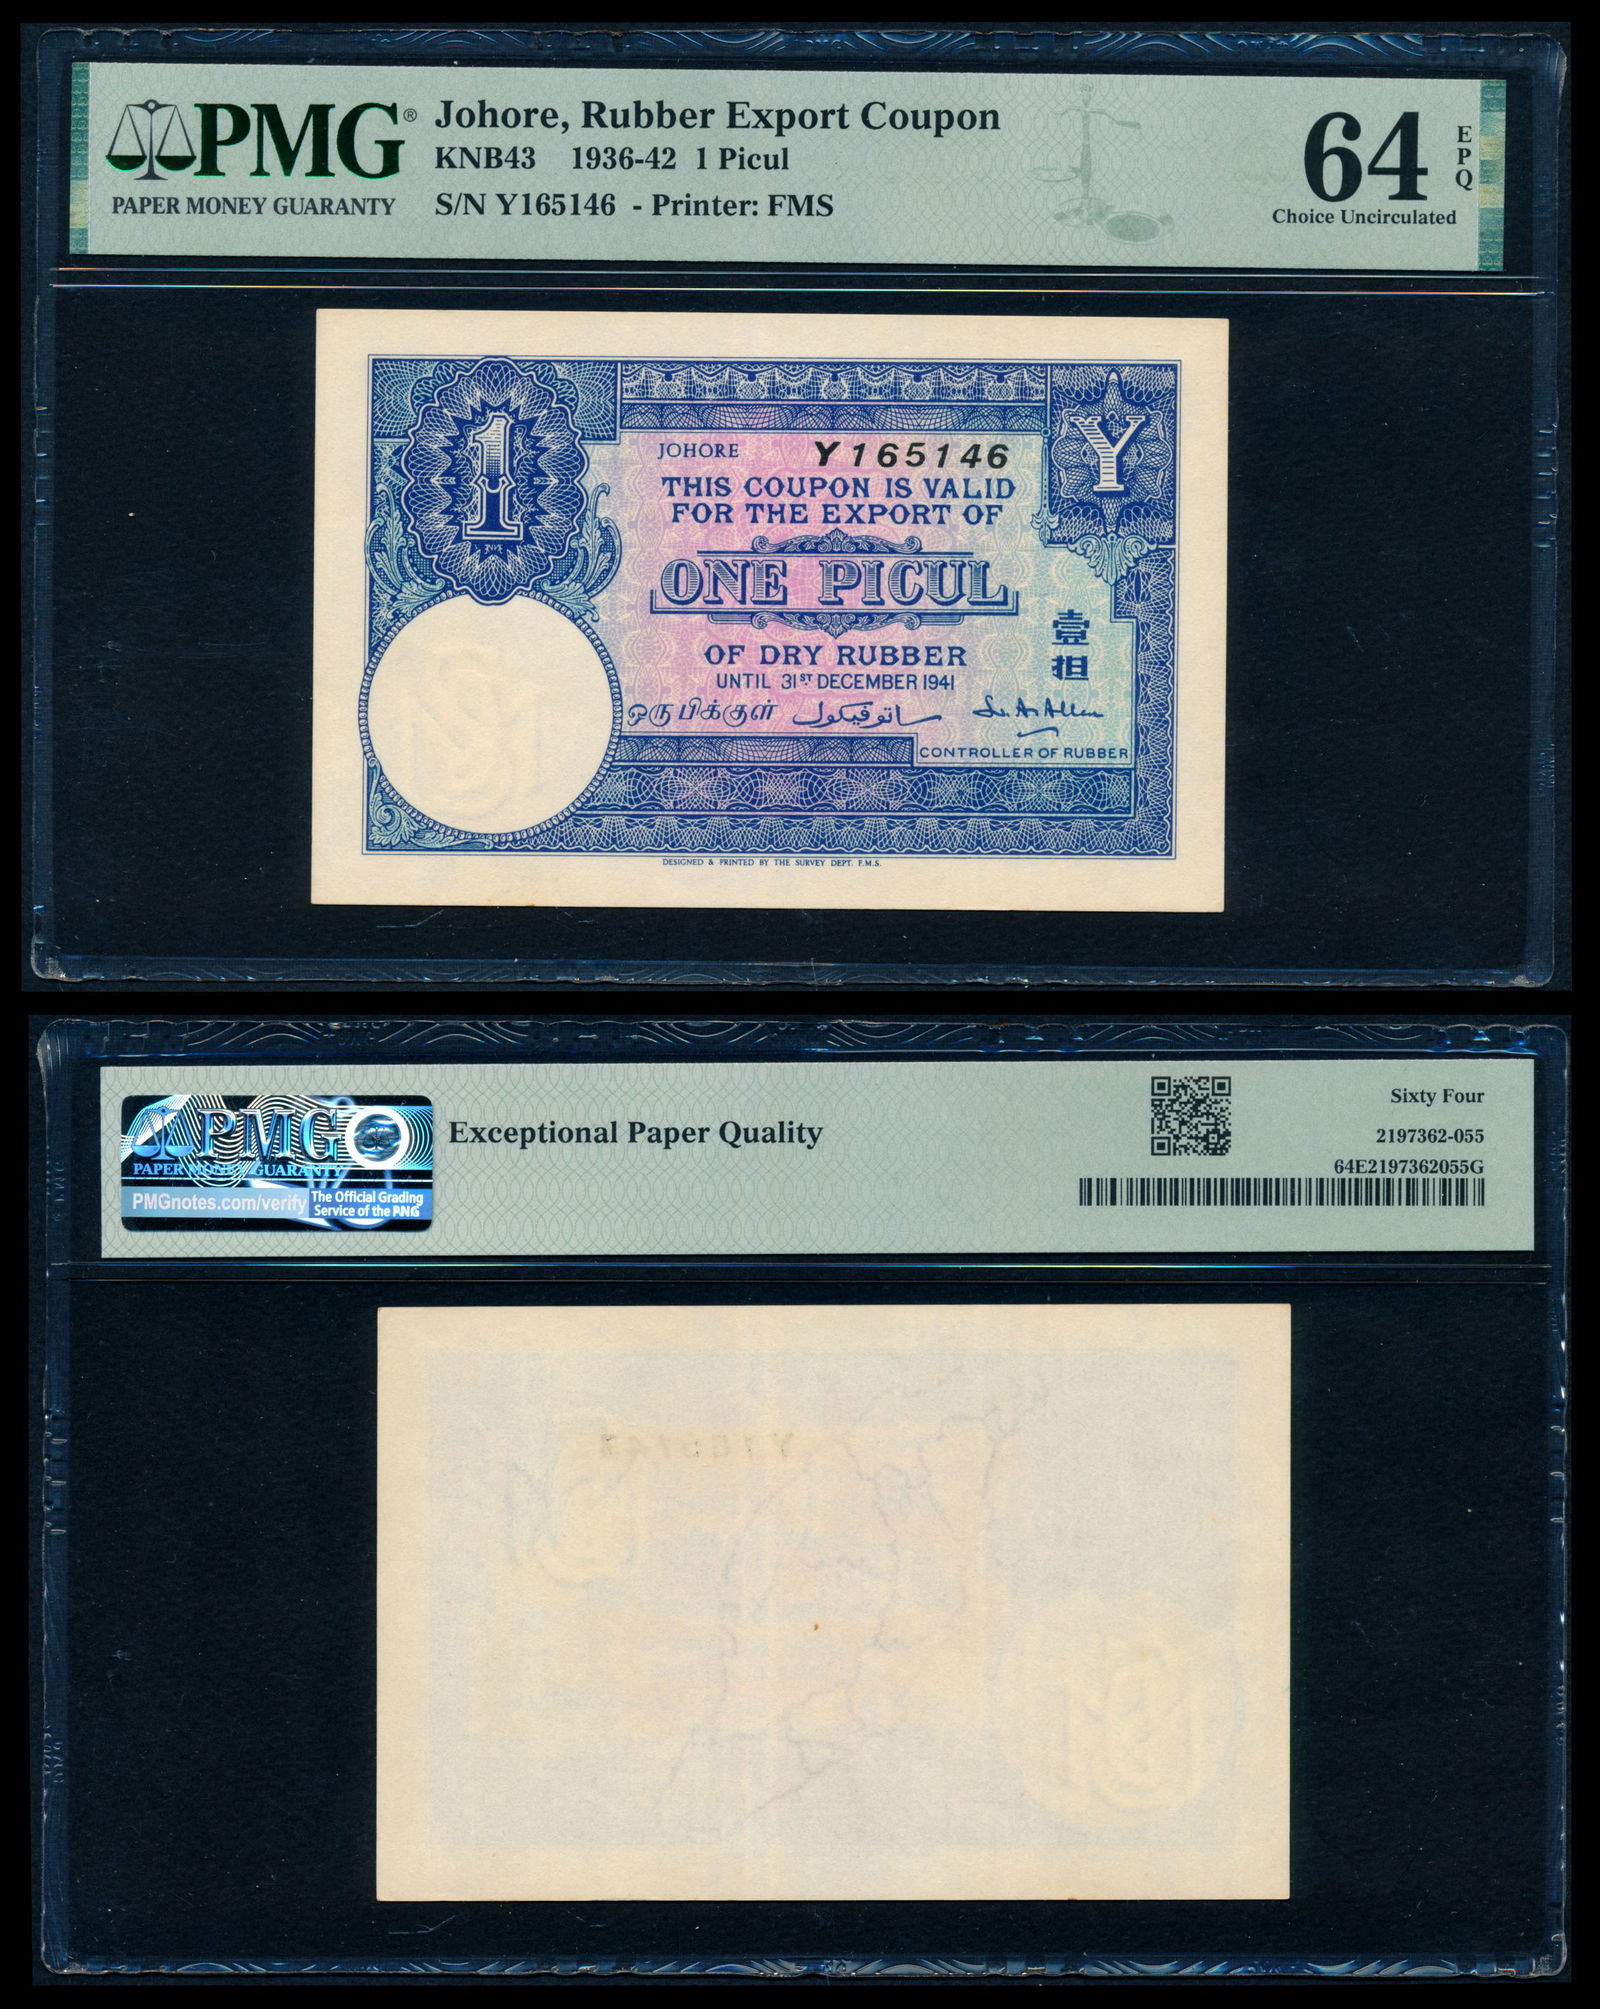 PMG®
PAPER MONEY GUARANTY
Johore, Rubber Export Coupon
KNB43 1936-42 1 Picul
S/N Y165146 - Printer: FMS
64
EPQ
Choice Uncirculated
1
Y
JOHORE Y165146
THIS COUPON IS VALID
FOR THE EXPORT OF
ONE PICUL
壹担
OF DRY RUBBER
UNTIL 31ST DECEMBER 1941
ஒரு பிக்குள் ساتو فيكول
CONTROLLER OF RUBBER
DESIGNED & PRINTED BY THE SURVEY DEPT. F.M.S.
PMG
PAPER MONEY GUARANTY
PMGnotes.com/verify
The Official Grading
Service of the PNG
Exceptional Paper Quality
Sixty Four
2197362-055
64E2197362055G